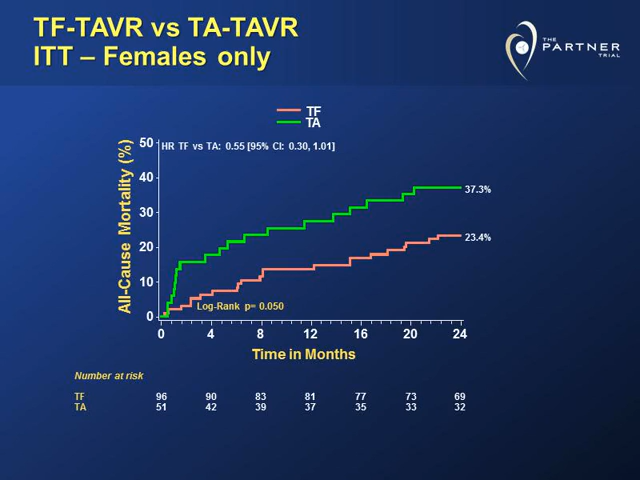 TF-TAVR vs TA-TAVR
ITT – Females only
THE
PARTNER
TRIAL
TF
TA
HR TF vs TA: 0.55 [95% CI: 0.30, 1.01]
All-Cause Mortality (%)
50
40
30
20
10
0
37.3%
23.4%
Log-Rank p= 0.050
0 4 8 12 16 20 24
Time in Months
Number at risk
TF 96 90 83 81 77 73 69
TA 51 42 39 37 35 33 32